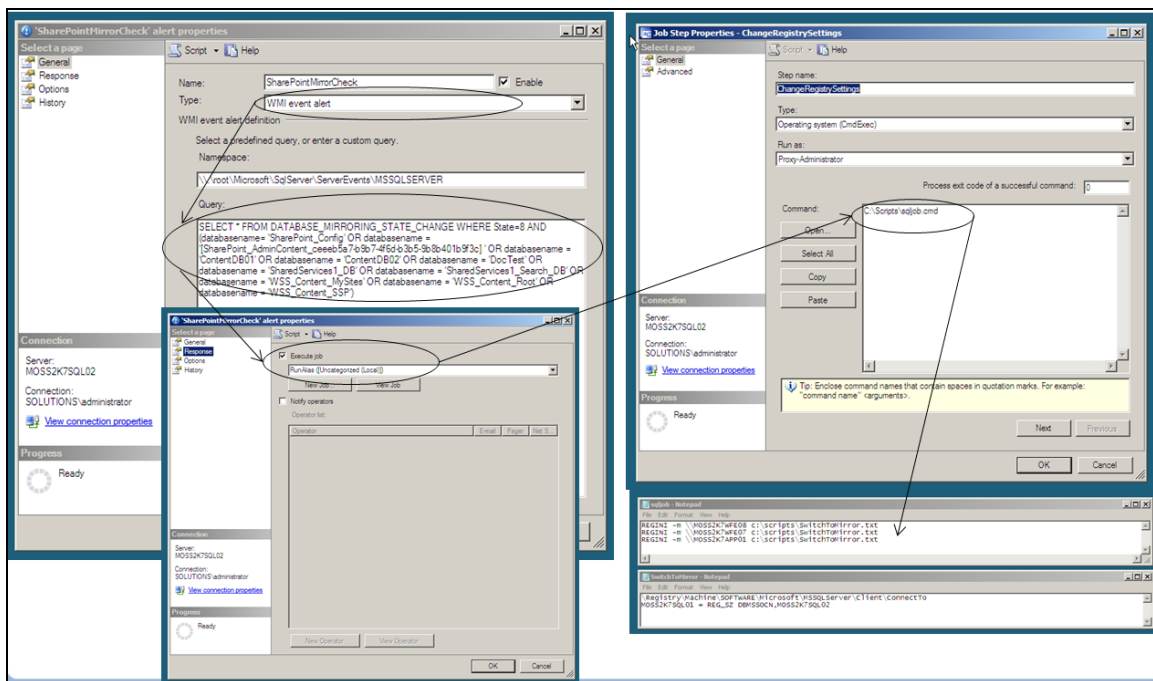 'SharePointMirrorCheck' alert properties
Select a page
General
Response
Options
History
Script
Help
Name:
SharePointMirrorCheck
Enable
Type:
WMI event alert
WMI event alert definition
Select a predefined query, or enter a custom query.
Namespace:
\\.\root\Microsoft\SqlServer\ServerEvents\MSSQLSERVER
Query:
SELECT * FROM DATABASE_MIRRORING_STATE_CHANGE WHERE State=8 AND
(databasename= 'SharePoint_Config' OR databasename =
'[SharePoint_AdminContent_ceeeb5a7-b9b7-4f6d-b3b5-9b8b401b9f3c] ' OR databasename =
'ContentDB01' OR databasename = 'ContentDB02' OR databasename = 'DocTest' OR
databasename = 'SharedServices1_DB' OR databasename = 'SharedServices1_Search_DB' OR
databasename = 'WSS_Content_MySites' OR databasename = 'WSS_Content_Root' OR
databasename = 'WSS_Content_SSP')
Connection
Server:
MOSS2K7SQL02
Connection:
SOLUTIONS\administrator
View connection properties
Progress
Ready
'SharePointMirrorCheck' alert properties
Select a page
General
Response
Options
History
Script
Help
Execute job
RunAlias ([Uncategorized (Local)])
New Job...
View Job
Notify operators
Operator list:
Operator
E-mail
Pager
Net S...
Connection
Server:
MOSS2K7SQL02
Connection:
SOLUTIONS\administrator
View connection properties
Progress
Ready
New Operator
View Operator
OK
Cancel
Job Step Properties - ChangeRegistrySettings
Select a page
General
Advanced
Script
Help
Step name:
ChangeRegistrySettings
Type:
Operating system (CmdExec)
Run as:
Proxy-Administrator
Process exit code of a successful command:
0
Command:
C:\Scripts\sqljob.cmd
Open...
Select All
Copy
Paste
Connection
Server:
MOSS2K7SQL02
Connection:
SOLUTIONS\administrator
View connection properties
Progress
Ready
Tip: Enclose command names that contain spaces in quotation marks. For example:
"command name" <arguments>.
Next
Previous
OK
Cancel
sqljob - Notepad
File Edit Format View Help
REGINI -m \\MOSS2K7WFE08 c:\scripts\SwitchToMirror.txt
REGINI -m \\MOSS2K7WFE07 c:\scripts\SwitchToMirror.txt
REGINI -m \\MOSS2K7APP01 c:\scripts\SwitchToMirror.txt
SwitchToMirror - Notepad
File Edit Format View Help
\Registry\Machine\SOFTWARE\Microsoft\MSSQLServer\Client\ConnectTo
MOSS2K7SQL01 = REG_SZ DBMSSOCN,MOSS2K7SQL02